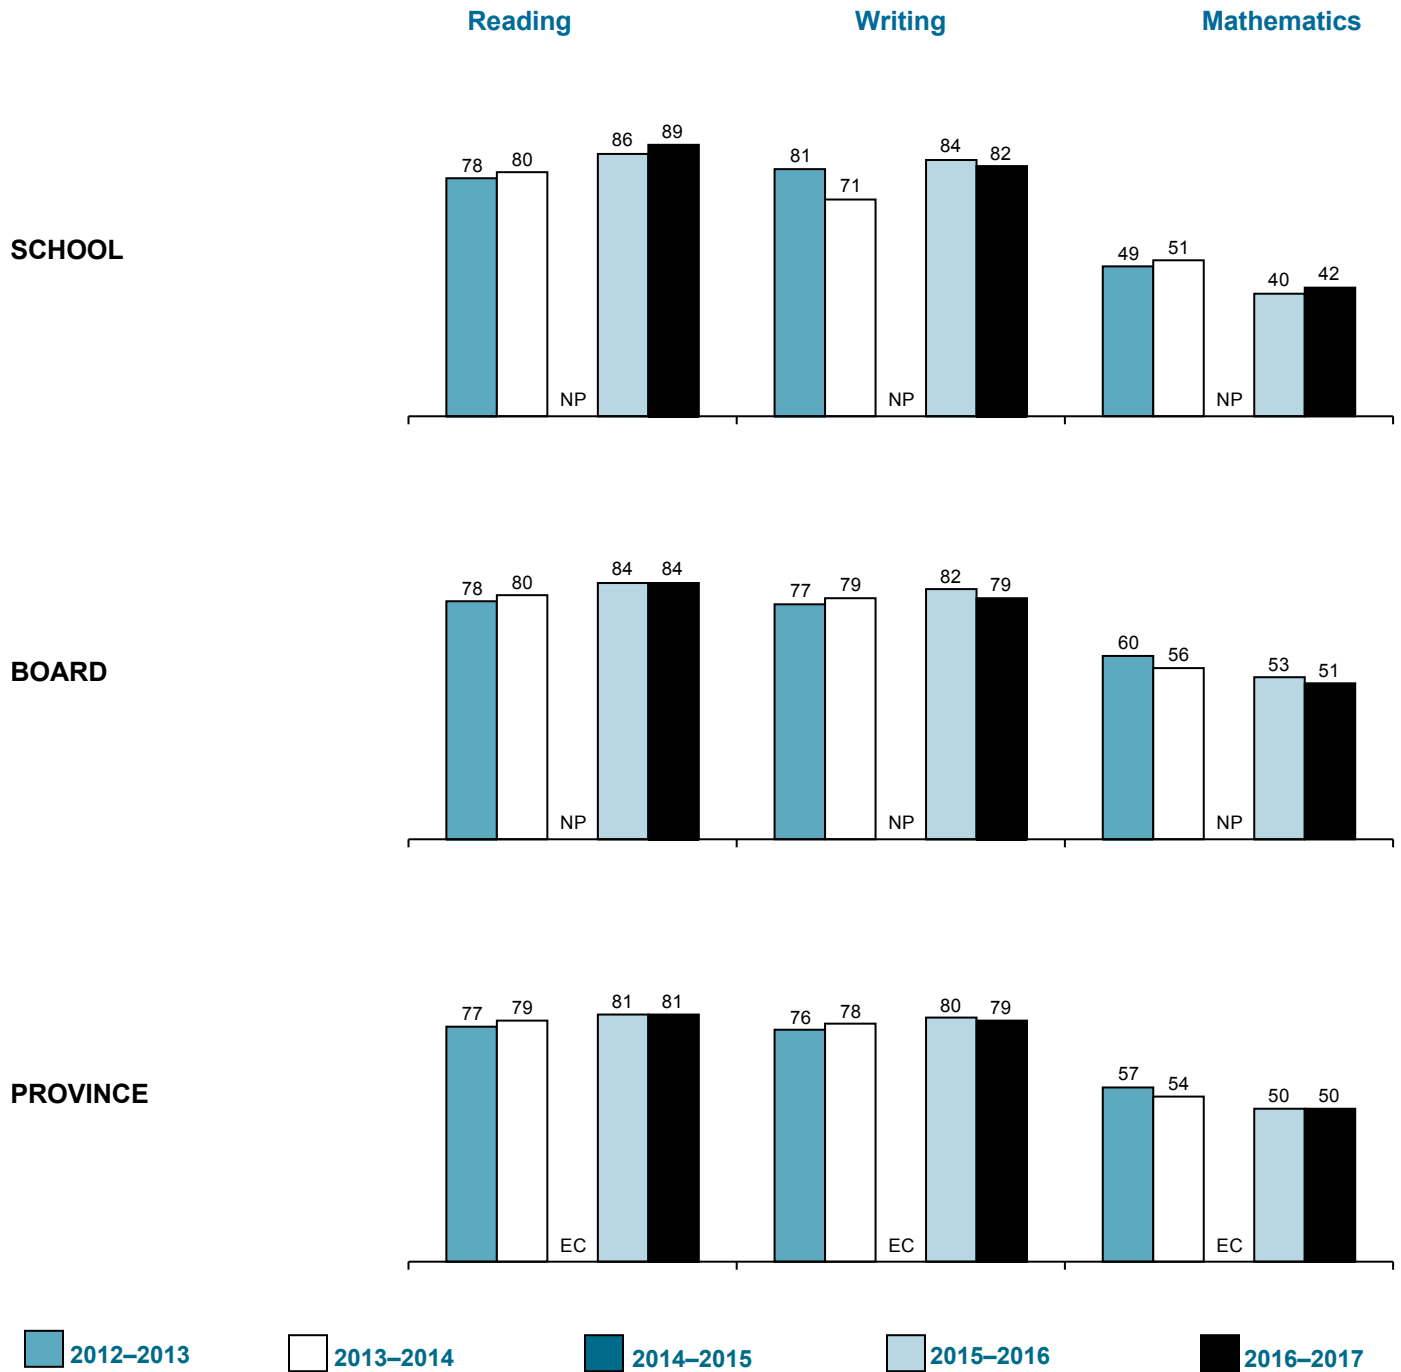 Reading Writing Mathematics
78 80 NP 86 89 81 71 NP 84 82 49 51 NP 40 42
SCHOOL
78 80 NP 84 84 77 79 NP 82 79 60 56 NP 53 51
BOARD
77 79 EC 81 81 76 78 EC 80 79 57 54 EC 50 50
PROVINCE
2012–2013 2013–2014 2014–2015 2015–2016 2016–2017